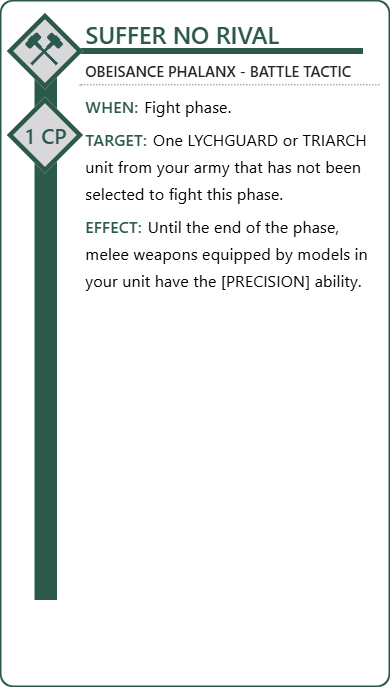 SUFFER NO RIVAL
OBEISANCE PHALANX - BATTLE TACTIC
WHEN: Fight phase.
1 CP
TARGET: One LYCHGUARD or TRIARCH
unit from your army that has not been
selected to fight this phase.
EFFECT: Until the end of the phase,
melee weapons equipped by models in
your unit have the [PRECISION] ability.